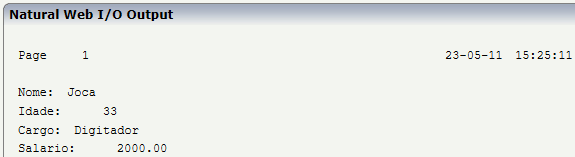 Natural Web I/O Output
Page 1 23-05-11 15:25:11
Nome: Joca
Idade: 33
Cargo: Digitador
Salario: 2000.00